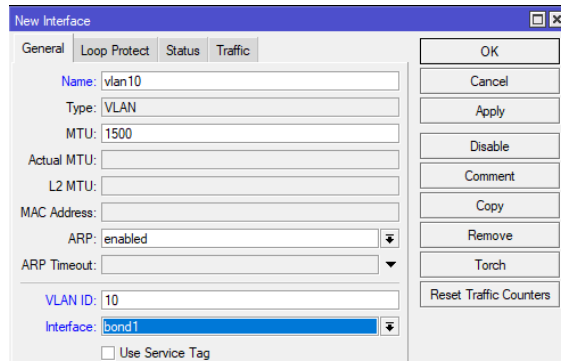 New Interface
General Loop Protect Status Traffic
Name: vlan10
Type: VLAN
MTU: 1500
Actual MTU:
L2 MTU:
MAC Address:
ARP: enabled
ARP Timeout:
VLAN ID: 10
Interface: bond1
Use Service Tag
OK
Cancel
Apply
Disable
Comment
Copy
Remove
Torch
Reset Traffic Counters